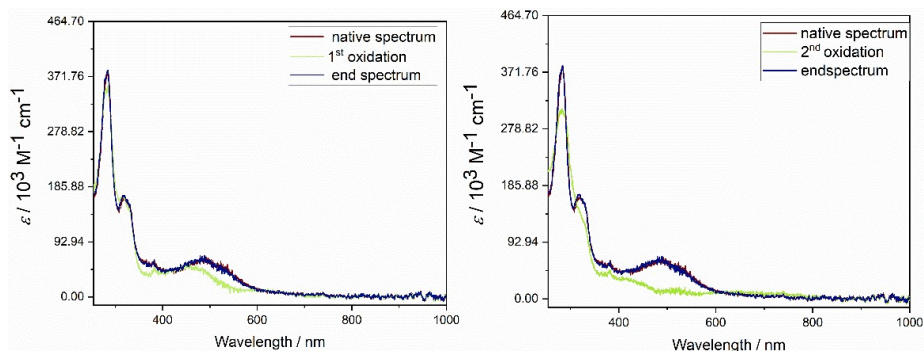 464.70
371.76
278.82
185.88
92.94
0.00
ε / 10³ M⁻¹ cm⁻¹
native spectrum
1st oxidation
end spectrum
400 600 800 1000
Wavelength / nm
464.70
371.76
278.82
185.88
92.94
0.00
ε / 10³ M⁻¹ cm⁻¹
native spectrum
2nd oxidation
endspectrum
400 600 800 1000
Wavelength / nm